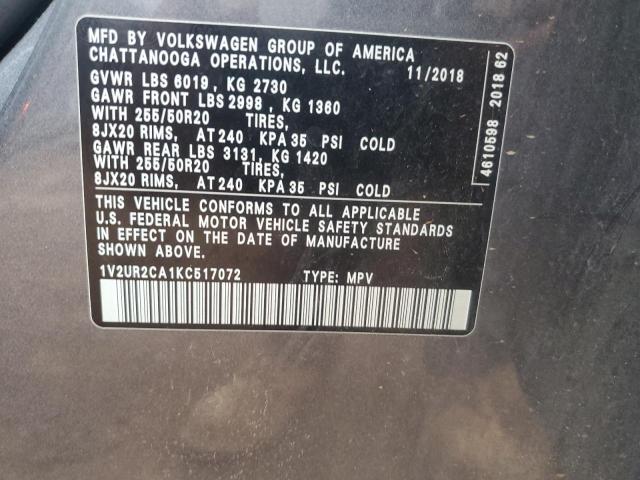 MFD BY VOLKSWAGEN GROUP OF AMERICA
CHATTANOOGA OPERATIONS, LLC. 11/2018
GVWR LBS 6019, KG 2730
GAWR FRONT LBS 2998, KG 1360
WITH 255/50R20 TIRES,
8JX20 RIMS, AT 240 KPA 35 PSI COLD
GAWR REAR LBS 3131, KG 1420
WITH 255/50R20 TIRES,
8JX20 RIMS, AT 240 KPA 35 PSI COLD
THIS VEHICLE CONFORMS TO ALL APPLICABLE
U.S. FEDERAL MOTOR VEHICLE SAFETY STANDARDS
IN EFFECT ON THE DATE OF MANUFACTURE
SHOWN ABOVE.
1V2UR2CA1KC517072 TYPE: MPV
4610598 2018 62